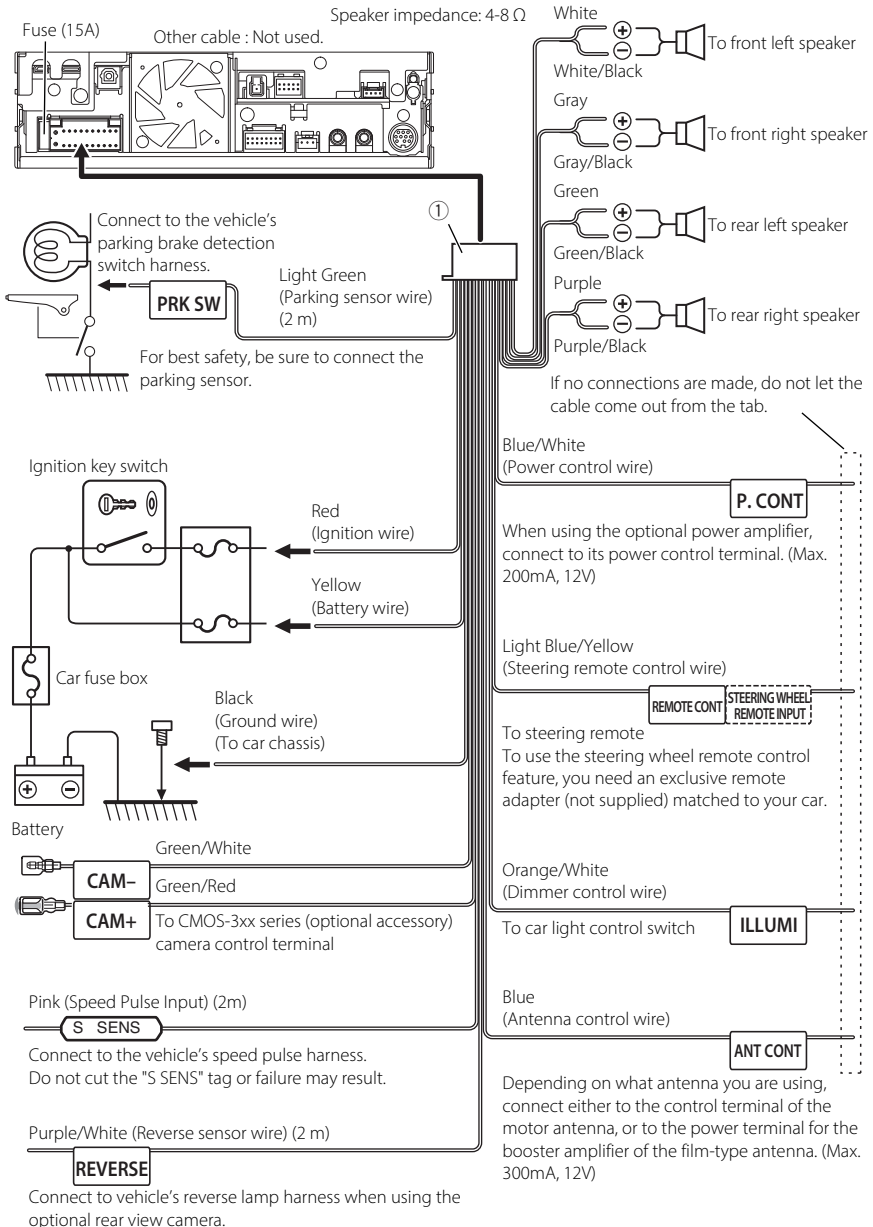 Speaker impedance: 4-8 Ω
Fuse (15A)
Other cable : Not used.
White
⊕
⊖
To front left speaker
White/Black
Gray
⊕
⊖
To front right speaker
Gray/Black
Green
⊕
⊖
To rear left speaker
Green/Black
Purple
⊕
⊖
To rear right speaker
Purple/Black
①
Connect to the vehicle's
parking brake detection
switch harness.
PRK SW
Light Green
(Parking sensor wire)
(2 m)
For best safety, be sure to connect the
parking sensor.
If no connections are made, do not let the
cable come out from the tab.
Ignition key switch
Red
(Ignition wire)
Yellow
(Battery wire)
Car fuse box
Black
(Ground wire)
(To car chassis)
⊕ ⊖
Battery
Green/White
CAM–
Green/Red
CAM+
To CMOS-3xx series (optional accessory)
camera control terminal
Pink (Speed Pulse Input) (2m)
S SENS
Connect to the vehicle's speed pulse harness.
Do not cut the "S SENS" tag or failure may result.
Purple/White (Reverse sensor wire) (2 m)
REVERSE
Connect to vehicle's reverse lamp harness when using the
optional rear view camera.
Blue/White
(Power control wire)
P. CONT
When using the optional power amplifier,
connect to its power control terminal. (Max.
200mA, 12V)
Light Blue/Yellow
(Steering remote control wire)
REMOTE CONT
STEERING WHEEL
REMOTE INPUT
To steering remote
To use the steering wheel remote control
feature, you need an exclusive remote
adapter (not supplied) matched to your car.
Orange/White
(Dimmer control wire)
To car light control switch
ILLUMI
Blue
(Antenna control wire)
ANT CONT
Depending on what antenna you are using,
connect either to the control terminal of the
motor antenna, or to the power terminal for the
booster amplifier of the film-type antenna. (Max.
300mA, 12V)